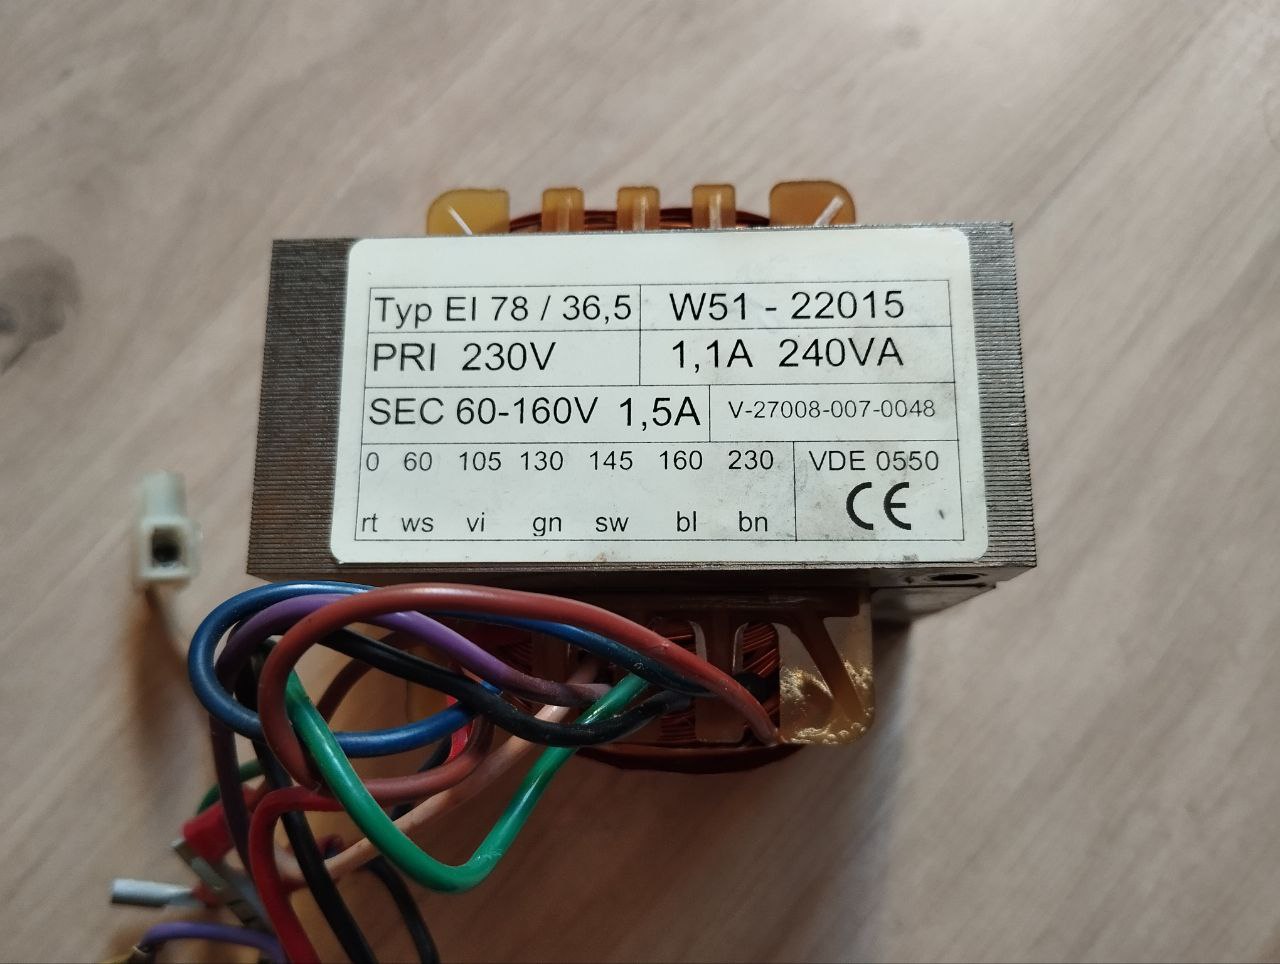 Typ EI 78 / 36,5 W51 - 22015
PRI 230V 1,1A 240VA
SEC 60-160V 1,5A V-27008-007-0048
0 60 105 130 145 160 230 VDE 0550
rt ws vi gn sw bl bn CE